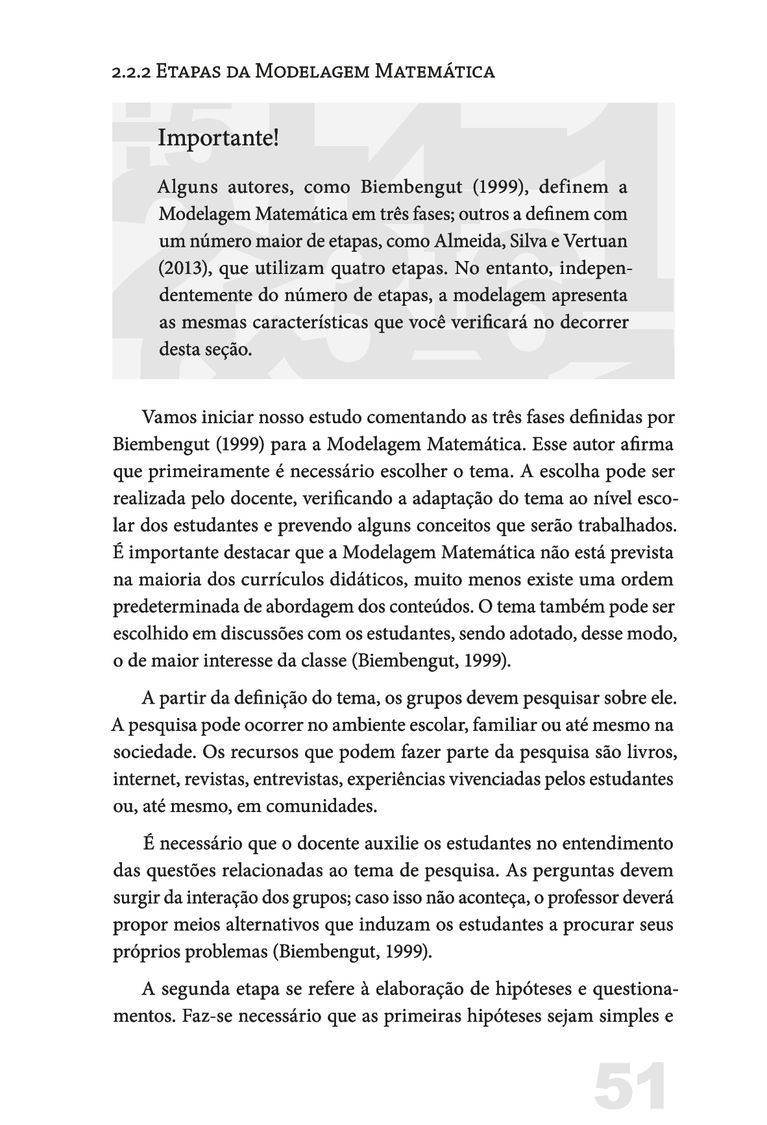 2.2.2 Etapas da Modelagem Matemática
Importante!
Alguns autores, como Biembengut (1999), definem a
Modelagem Matemática em três fases; outros a definem com
um número maior de etapas, como Almeida, Silva e Vertuan
(2013), que utilizam quatro etapas. No entanto, indepen-
dentemente do número de etapas, a modelagem apresenta
as mesmas características que você verificará no decorrer
desta seção.
Vamos iniciar nosso estudo comentando as três fases definidas por
Biembengut (1999) para a Modelagem Matemática. Esse autor afirma
que primeiramente é necessário escolher o tema. A escolha pode ser
realizada pelo docente, verificando a adaptação do tema ao nível esco-
lar dos estudantes e prevendo alguns conceitos que serão trabalhados.
É importante destacar que a Modelagem Matemática não está prevista
na maioria dos currículos didáticos, muito menos existe uma ordem
predeterminada de abordagem dos conteúdos. O tema também pode ser
escolhido em discussões com os estudantes, sendo adotado, desse modo,
o de maior interesse da classe (Biembengut, 1999).
A partir da definição do tema, os grupos devem pesquisar sobre ele.
A pesquisa pode ocorrer no ambiente escolar, familiar ou até mesmo na
sociedade. Os recursos que podem fazer parte da pesquisa são livros,
internet, revistas, entrevistas, experiências vivenciadas pelos estudantes
ou, até mesmo, em comunidades.
É necessário que o docente auxilie os estudantes no entendimento
das questões relacionadas ao tema de pesquisa. As perguntas devem
surgir da interação dos grupos; caso isso não aconteça, o professor deverá
propor meios alternativos que induzam os estudantes a procurar seus
próprios problemas (Biembengut, 1999).
A segunda etapa se refere à elaboração de hipóteses e questiona-
mentos. Faz-se necessário que as primeiras hipóteses sejam simples e
51